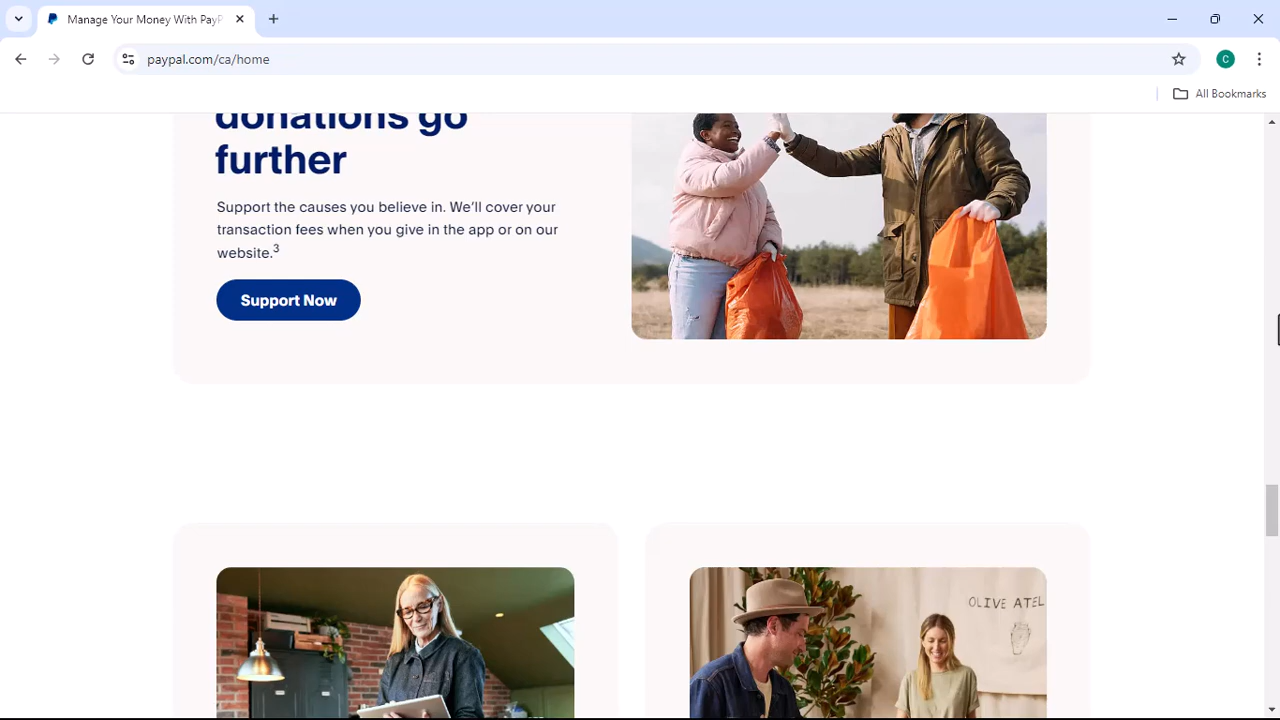 Manage Your Money With PayP
paypal.com/ca/home
C
All Bookmarks
donations go
further
Support the causes you believe in. We'll cover your
transaction fees when you give in the app or on our
website.3
Support Now
OLIVE ATEL